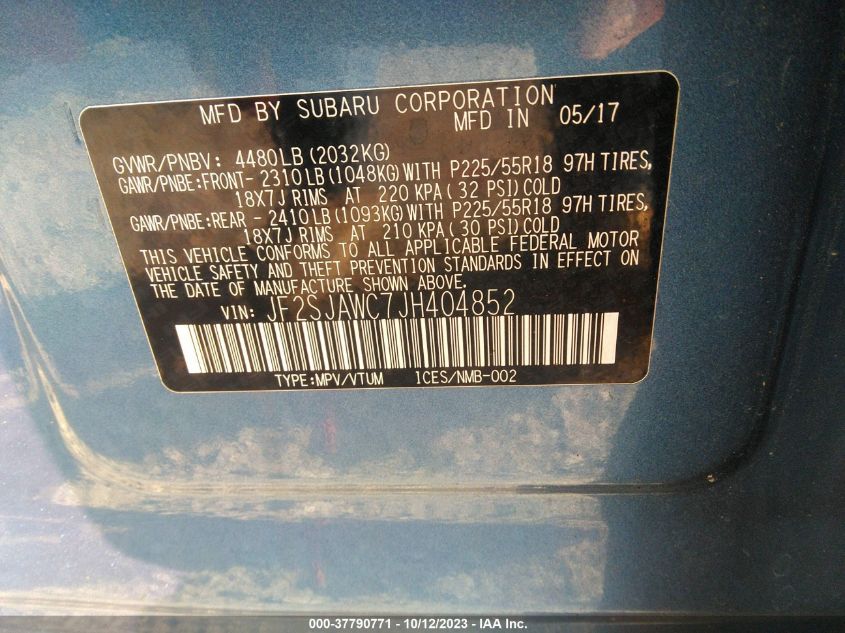 MFD BY SUBARU CORPORATION
MFD IN 05/17
GVWR/PNBV: 4480LB(2032KG)
GAWR/PNBE:FRONT-2310LB(1048KG)WITH P225/55R18 97H TIRES,
18X7J RIMS AT 220 KPA(32 PSI)COLD
GAWR/PNBE:REAR -2410LB(1093KG)WITH P225/55R18 97H TIRES,
18X7J RIMS AT 210 KPA(30 PSI)COLD
THIS VEHICLE CONFORMS TO ALL APPLICABLE FEDERAL MOTOR
VEHICLE SAFETY AND THEFT PREVENTION STANDARDS IN EFFECT ON
THE DATE OF MANUFACTURE SHOWN ABOVE.
VIN: JF2SJAWC7JH404852
TYPE:MPV/VTUM ICES/NMB-002
000-37790771 - 10/12/2023 - IAA Inc.